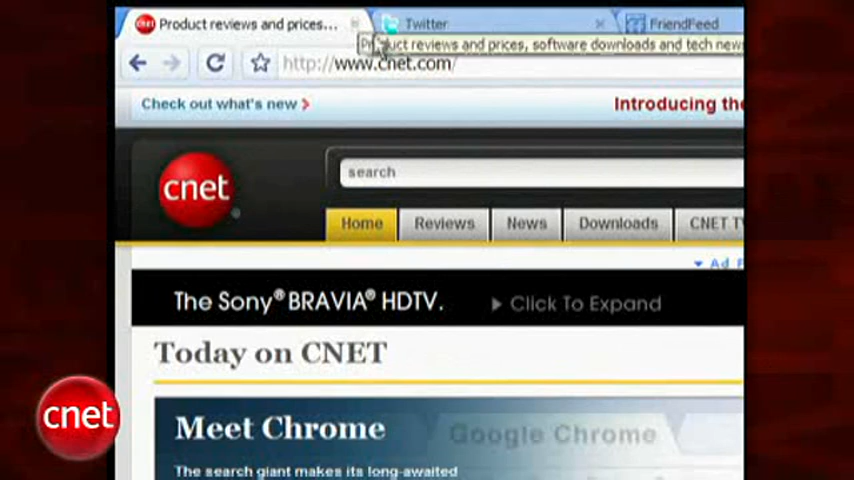 Product reviews and prices...
Twitter
FriendFeed
Product reviews and prices, software downloads and tech news
http://www.cnet.com/
Check out what's new
Introducing the
cnet
search
Home
Reviews
News
Downloads
CNET TV
Ad F
The Sony® BRAVIA® HDTV.
Click To Expand
Today on CNET
Meet Chrome
Google Chrome
The search giant makes its long-awaited
cnet